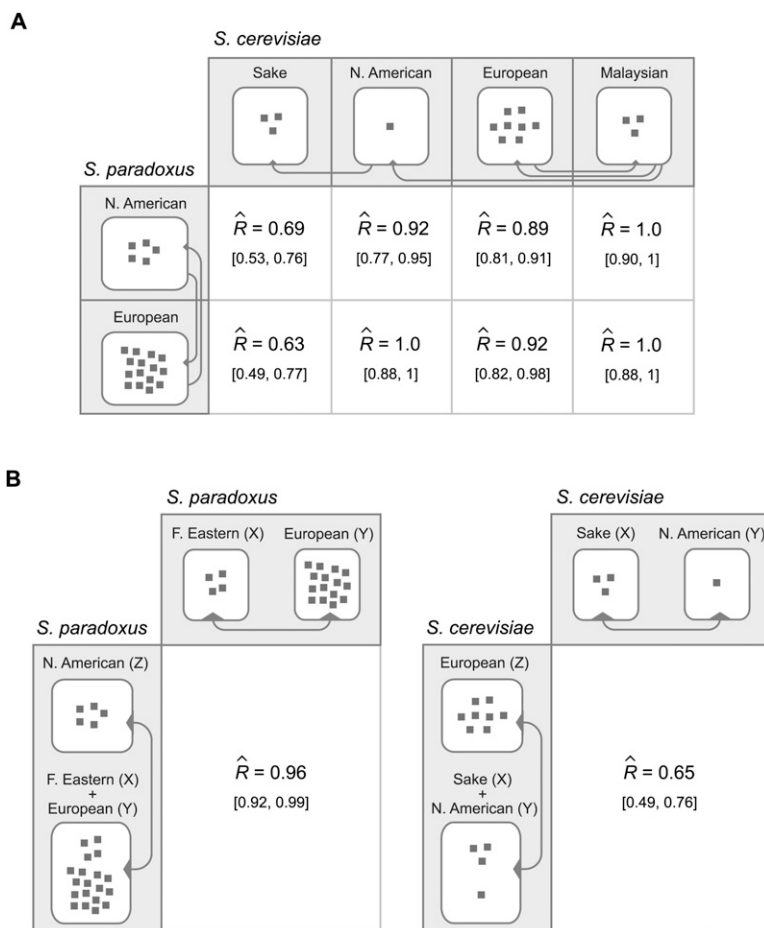 A
S. cerevisiae
Sake N. American European Malaysian
S. paradoxus
N. American
R̂ = 0.69 R̂ = 0.92 R̂ = 0.89 R̂ = 1.0
[0.53, 0.76] [0.77, 0.95] [0.81, 0.91] [0.90, 1]
European
R̂ = 0.63 R̂ = 1.0 R̂ = 0.92 R̂ = 1.0
[0.49, 0.77] [0.88, 1] [0.82, 0.98] [0.88, 1]
B
S. paradoxus
F. Eastern (X) European (Y)
S. paradoxus
N. American (Z)
F. Eastern (X)
+
European (Y)
R̂ = 0.96
[0.92, 0.99]
S. cerevisiae
Sake (X) N. American (Y)
S. cerevisiae
European (Z)
Sake (X)
+
N. American (Y)
R̂ = 0.65
[0.49, 0.76]